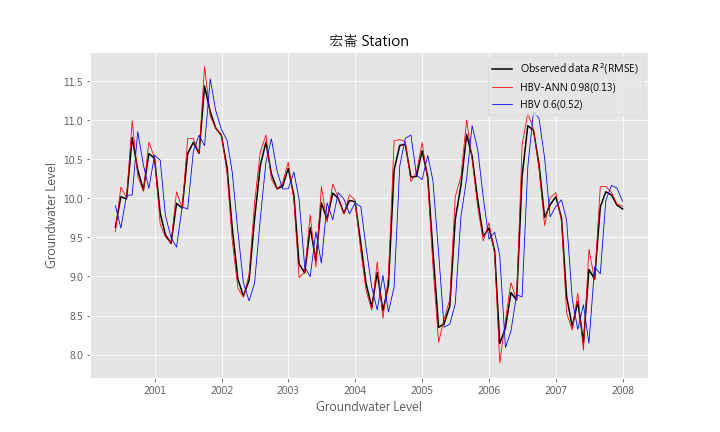 宏崙 Station
Groundwater Level
11.5
11.0
10.5
10.0
9.5
9.0
8.5
8.0
Observed data R²(RMSE)
HBV-ANN 0.98(0.13)
HBV 0.6(0.52)
2001 2002 2003 2004 2005 2006 2007 2008
Groundwater Level